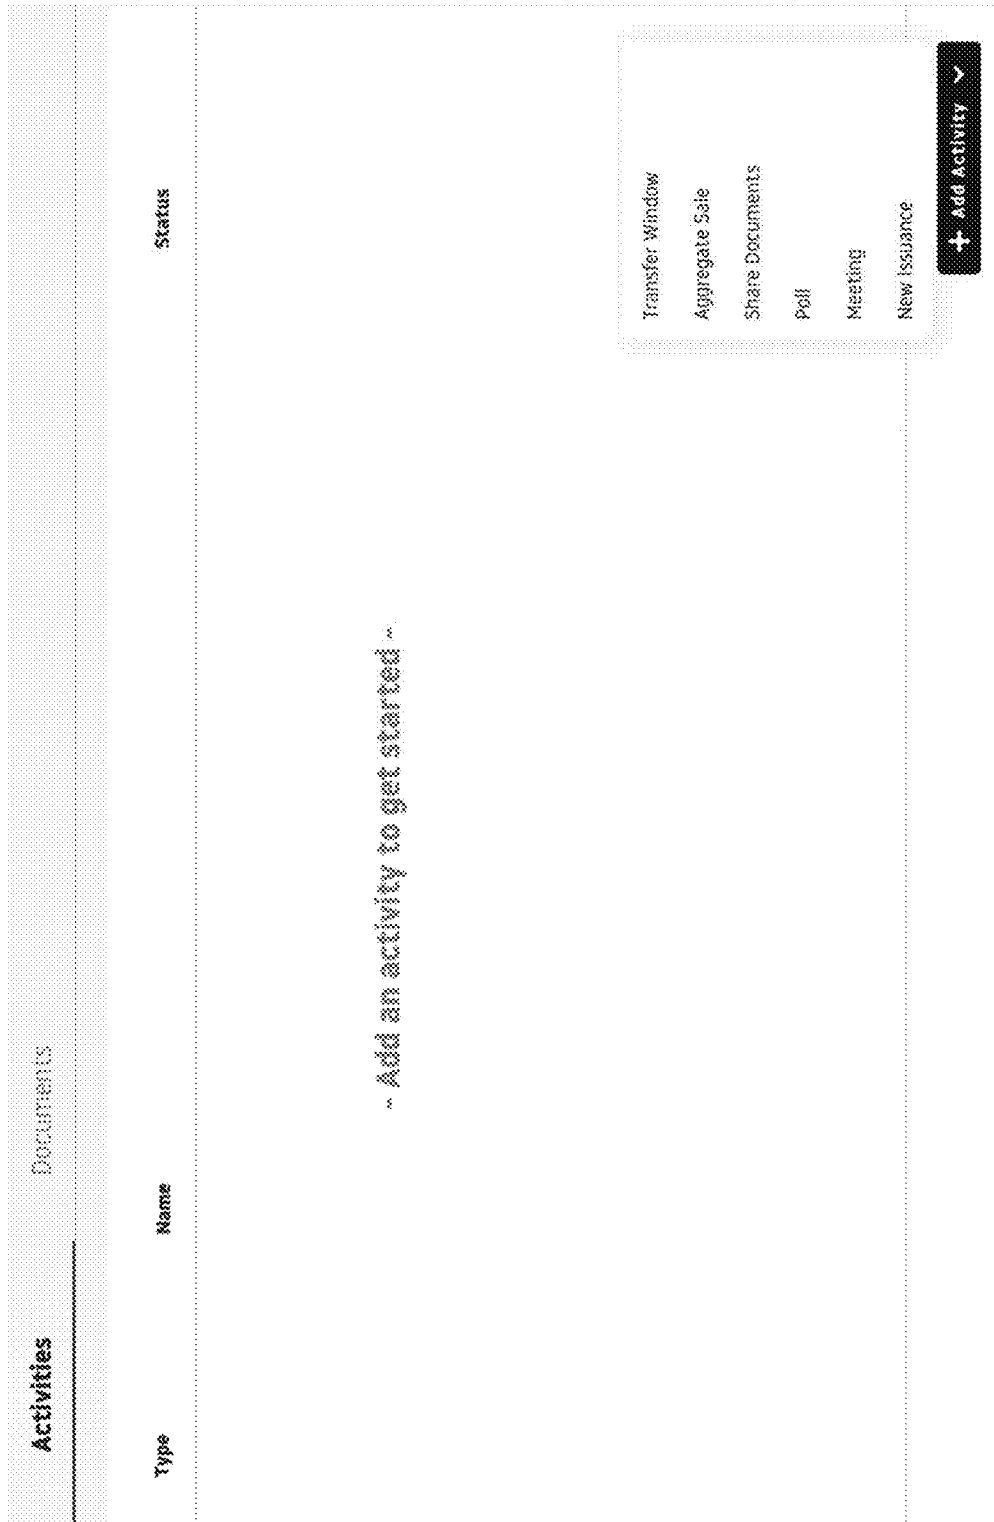 Activities Documents
Type Name Status
~ Add an activity to get started ~
Transfer Window
Aggregate Sale
Share Documents
Poll
Meeting
New Issuance
+ Add Activity